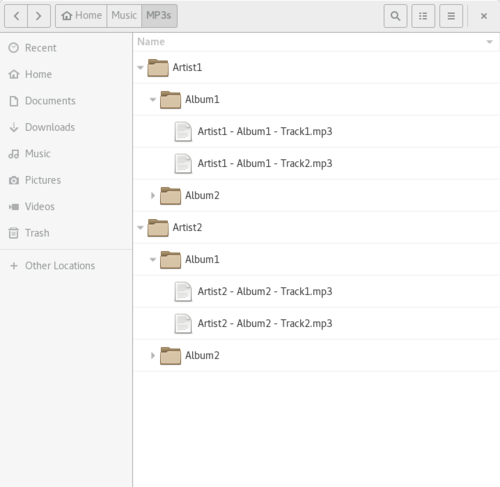 Home Music MP3s
Recent
Home
Documents
Downloads
Music
Pictures
Videos
Trash
Other Locations
Name
Artist1
Album1
Artist1 - Album1 - Track1.mp3
Artist1 - Album1 - Track2.mp3
Album2
Artist2
Album1
Artist2 - Album2 - Track1.mp3
Artist2 - Album2 - Track2.mp3
Album2